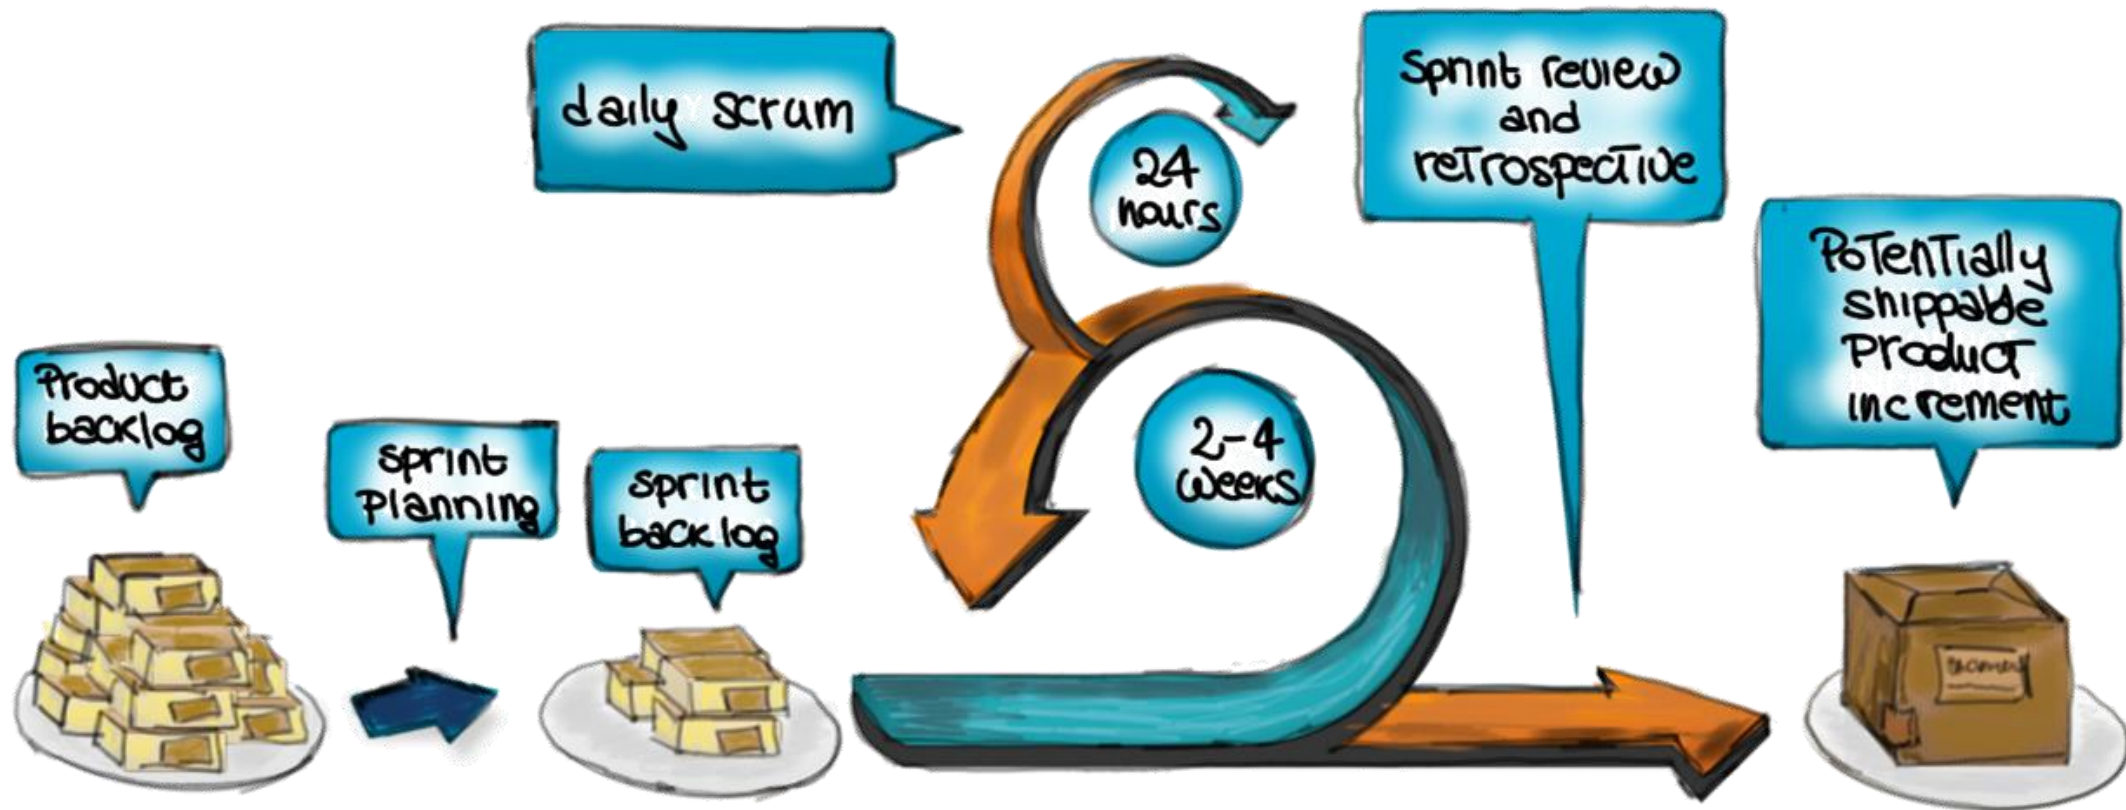 daily scrum
Sprint review
and
retrospective
24
hours
Potentially
shippable
Product
increment
Product
backlog
sprint
Planning
sprint
backlog
2-4
weeks